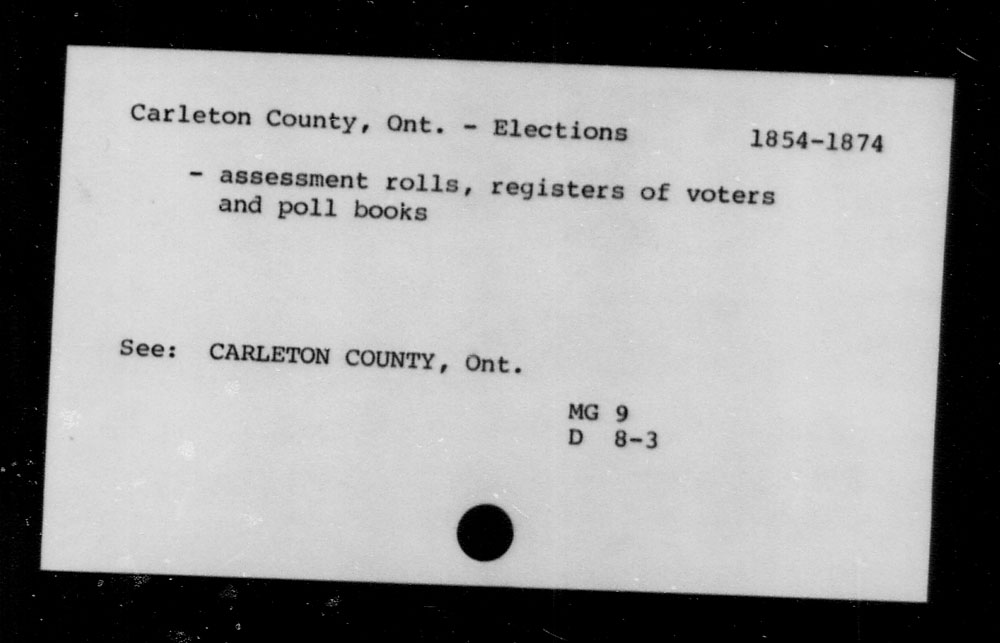 Carleton County, Ont. - Elections 1854-1874
- assessment rolls, registers of voters
and poll books
See: CARLETON COUNTY, Ont.
MG 9
D 8-3